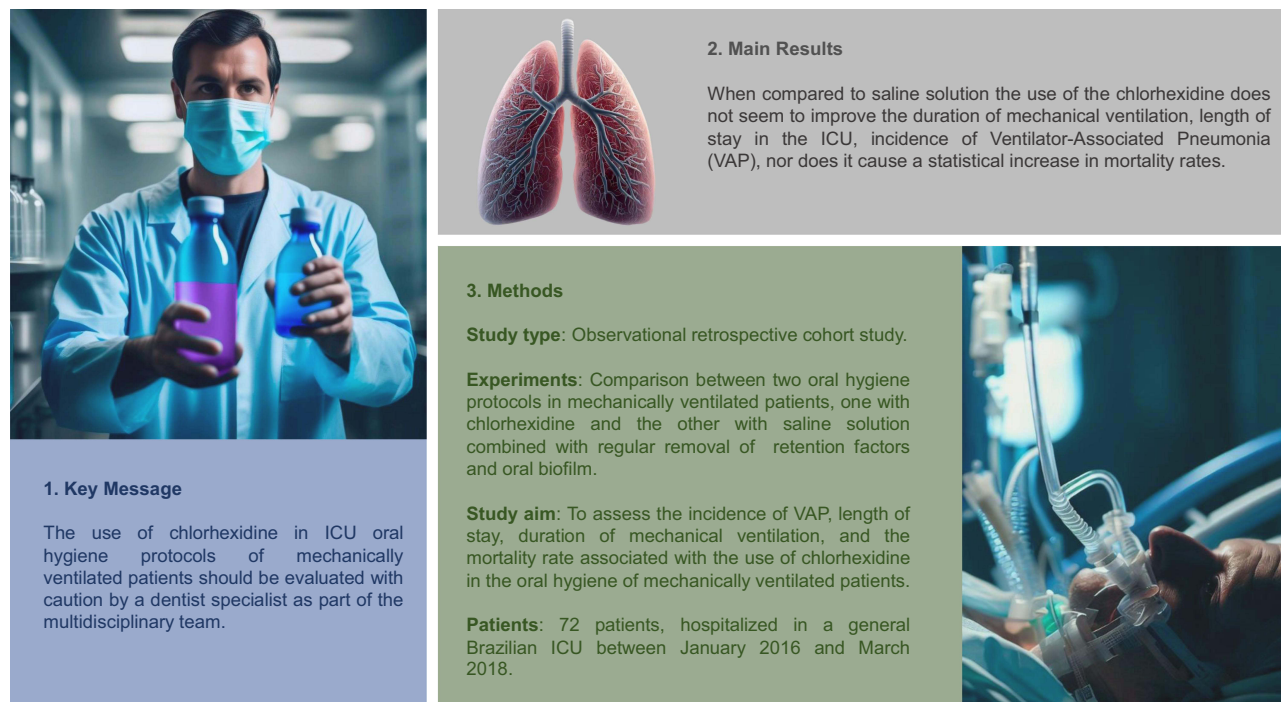 1. Key Message
The use of chlorhexidine in ICU oral
hygiene protocols of mechanically
ventilated patients should be evaluated with
caution by a dentist specialist as part of the
multidisciplinary team.
2. Main Results
When compared to saline solution the use of the chlorhexidine does
not seem to improve the duration of mechanical ventilation, length of
stay in the ICU, incidence of Ventilator-Associated Pneumonia
(VAP), nor does it cause a statistical increase in mortality rates.
3. Methods
Study type: Observational retrospective cohort study.
Experiments: Comparison between two oral hygiene
protocols in mechanically ventilated patients, one with
chlorhexidine and the other with saline solution
combined with regular removal of retention factors
and oral biofilm.
Study aim: To assess the incidence of VAP, length of
stay, duration of mechanical ventilation, and the
mortality rate associated with the use of chlorhexidine
in the oral hygiene of mechanically ventilated patients.
Patients: 72 patients, hospitalized in a general
Brazilian ICU between January 2016 and March
2018.